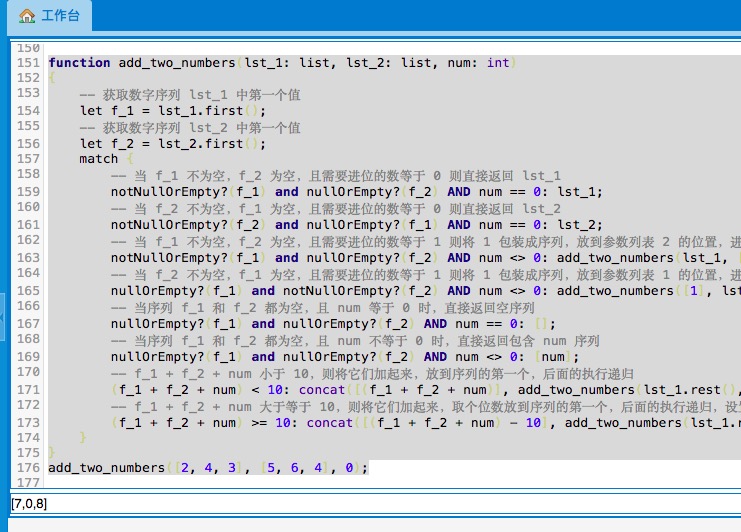 工作台
150
151 function add_two_numbers(lst_1: list, lst_2: list, num: int)
152 {
153 -- 获取数字序列 lst_1 中第一个值
154 let f_1 = lst_1.first();
155 -- 获取数字序列 lst_2 中第一个值
156 let f_2 = lst_2.first();
157 match {
158 -- 当 f_1 不为空，f_2 为空，且需要进位的数等于 0 则直接返回 lst_1
159 notNullOrEmpty?(f_1) and nullOrEmpty?(f_2) AND num == 0: lst_1;
160 -- 当 f_2 不为空，f_1 为空，且需要进位的数等于 0 则直接返回 lst_2
161 notNullOrEmpty?(f_2) and nullOrEmpty?(f_1) AND num == 0: lst_2;
162 -- 当 f_1 不为空，f_2 为空，且需要进位的数等于 1 则将 1 包装成序列，放到参数列表 2 的位置，进
163 notNullOrEmpty?(f_1) and nullOrEmpty?(f_2) AND num <> 0: add_two_numbers(lst_1, [
164 -- 当 f_2 不为空，f_1 为空，且需要进位的数等于 1 则将 1 包装成序列，放到参数列表 1 的位置，进
165 nullOrEmpty?(f_1) and notNullOrEmpty?(f_2) AND num <> 0: add_two_numbers([1], lst
166 -- 当序列 f_1 和 f_2 都为空，且 num 等于 0 时，直接返回空序列
167 nullOrEmpty?(f_1) and nullOrEmpty?(f_2) AND num == 0: [];
168 -- 当序列 f_1 和 f_2 都为空，且 num 不等于 0 时，直接返回包含 num 序列
169 nullOrEmpty?(f_1) and nullOrEmpty?(f_2) AND num <> 0: [num];
170 -- f_1 + f_2 + num 小于 10，则将它们加起来，放到序列的第一个，后面的执行递归
171 (f_1 + f_2 + num) < 10: concat([(f_1 + f_2 + num)], add_two_numbers(lst_1.rest(),
172 -- f_1 + f_2 + num 大于等于 10，则将它们加起来，取个位数放到序列的第一个，后面的执行递归，设
173 (f_1 + f_2 + num) >= 10: concat([(f_1 + f_2 + num) - 10], add_two_numbers(lst_1.r
174 }
175 }
176 add_two_numbers([2, 4, 3], [5, 6, 4], 0);
177
[7,0,8]